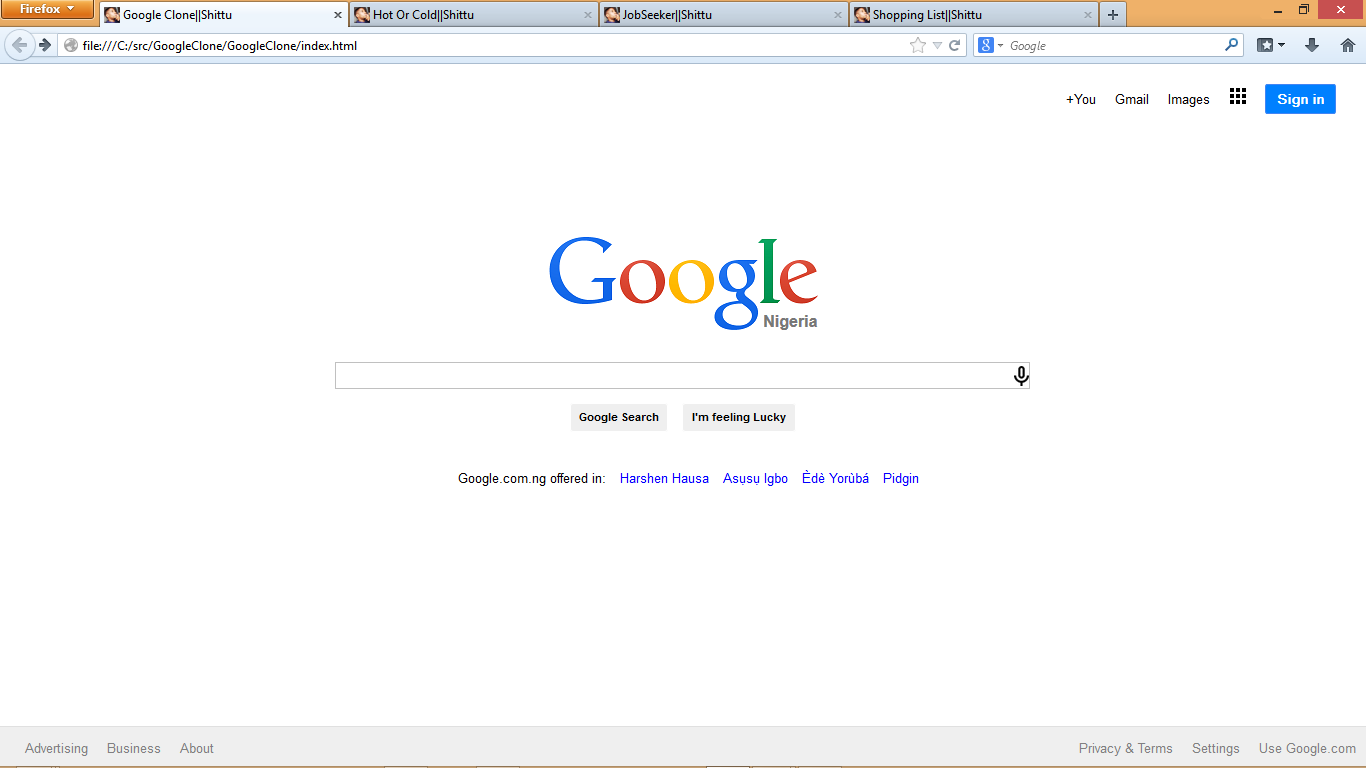 Firefox
Google Clone||Shittu
Hot Or Cold||Shittu
JobSeeker||Shittu
Shopping List||Shittu
file:///C:/src/GoogleClone/GoogleClone/index.html
8 Google
+You Gmail Images Sign in
Google
Nigeria
Google Search I'm feeling Lucky
Google.com.ng offered in: Harshen Hausa Asụsụ Igbo Èdè Yorùbá Pidgin
Advertising Business About Privacy & Terms Settings Use Google.com